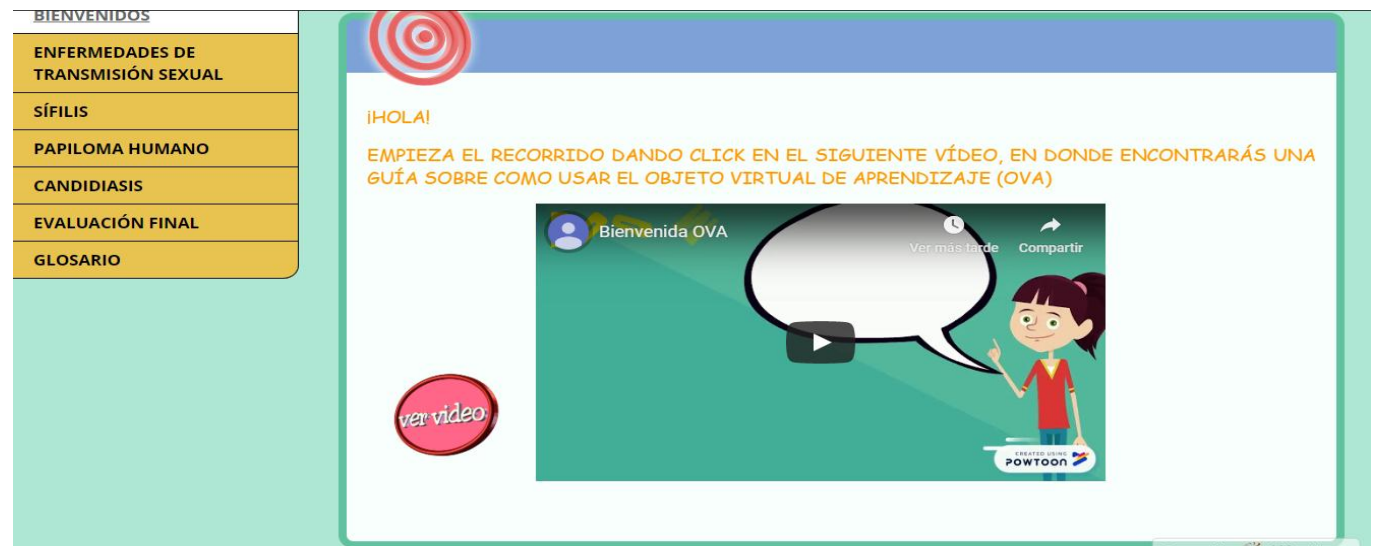 BIENVENIDOS
ENFERMEDADES DE
TRANSMISIÓN SEXUAL
SÍFILIS
PAPILOMA HUMANO
CANDIDIASIS
EVALUACIÓN FINAL
GLOSARIO
¡HOLA!
EMPIEZA EL RECORRIDO DANDO CLICK EN EL SIGUIENTE VÍDEO, EN DONDE ENCONTRARÁS UNA
GUÍA SOBRE COMO USAR EL OBJETO VIRTUAL DE APRENDIZAJE (OVA)
Bienvenida OVA
Ver más tarde
Compartir
ver video
CREATED USING
POWTOON